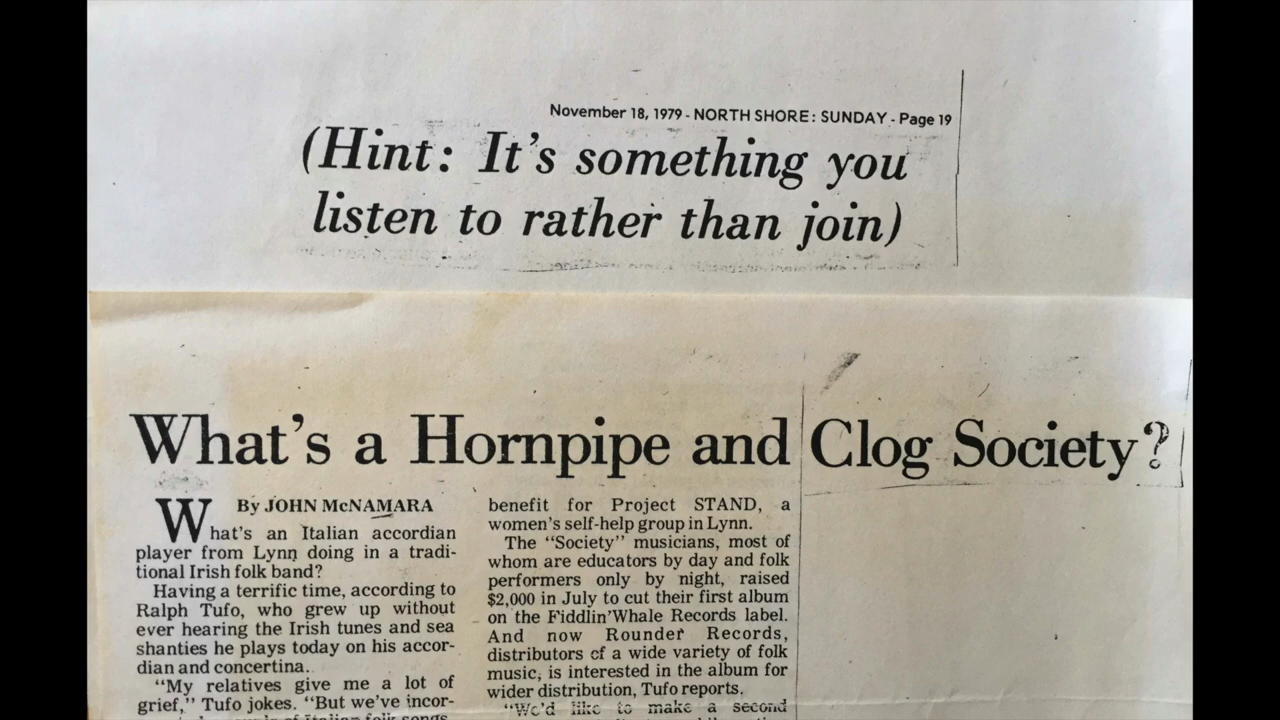 November 18, 1979 - NORTH SHORE: SUNDAY - Page 19
(Hint: It's something you
listen to rather than join)
What's a Hornpipe and Clog Society?
By JOHN McNAMARA
What's an Italian accordian
player from Lynn doing in a tradi-
tional Irish folk band?
Having a terrific time, according to
Ralph Tufo, who grew up without
ever hearing the Irish tunes and sea
shanties he plays today on his accor-
dian and concertina.
"My relatives give me a lot of
grief," Tufo jokes. "But we've incor-
of Italian folk songs
benefit for Project STAND, a
women's self-help group in Lynn.
The "Society" musicians, most of
whom are educators by day and folk
performers only by night, raised
$2,000 in July to cut their first album
on the Fiddlin'Whale Records label.
And now Rounder Records,
distributors of a wide variety of folk
music, is interested in the album for
wider distribution, Tufo reports.
"We'd like to make a second